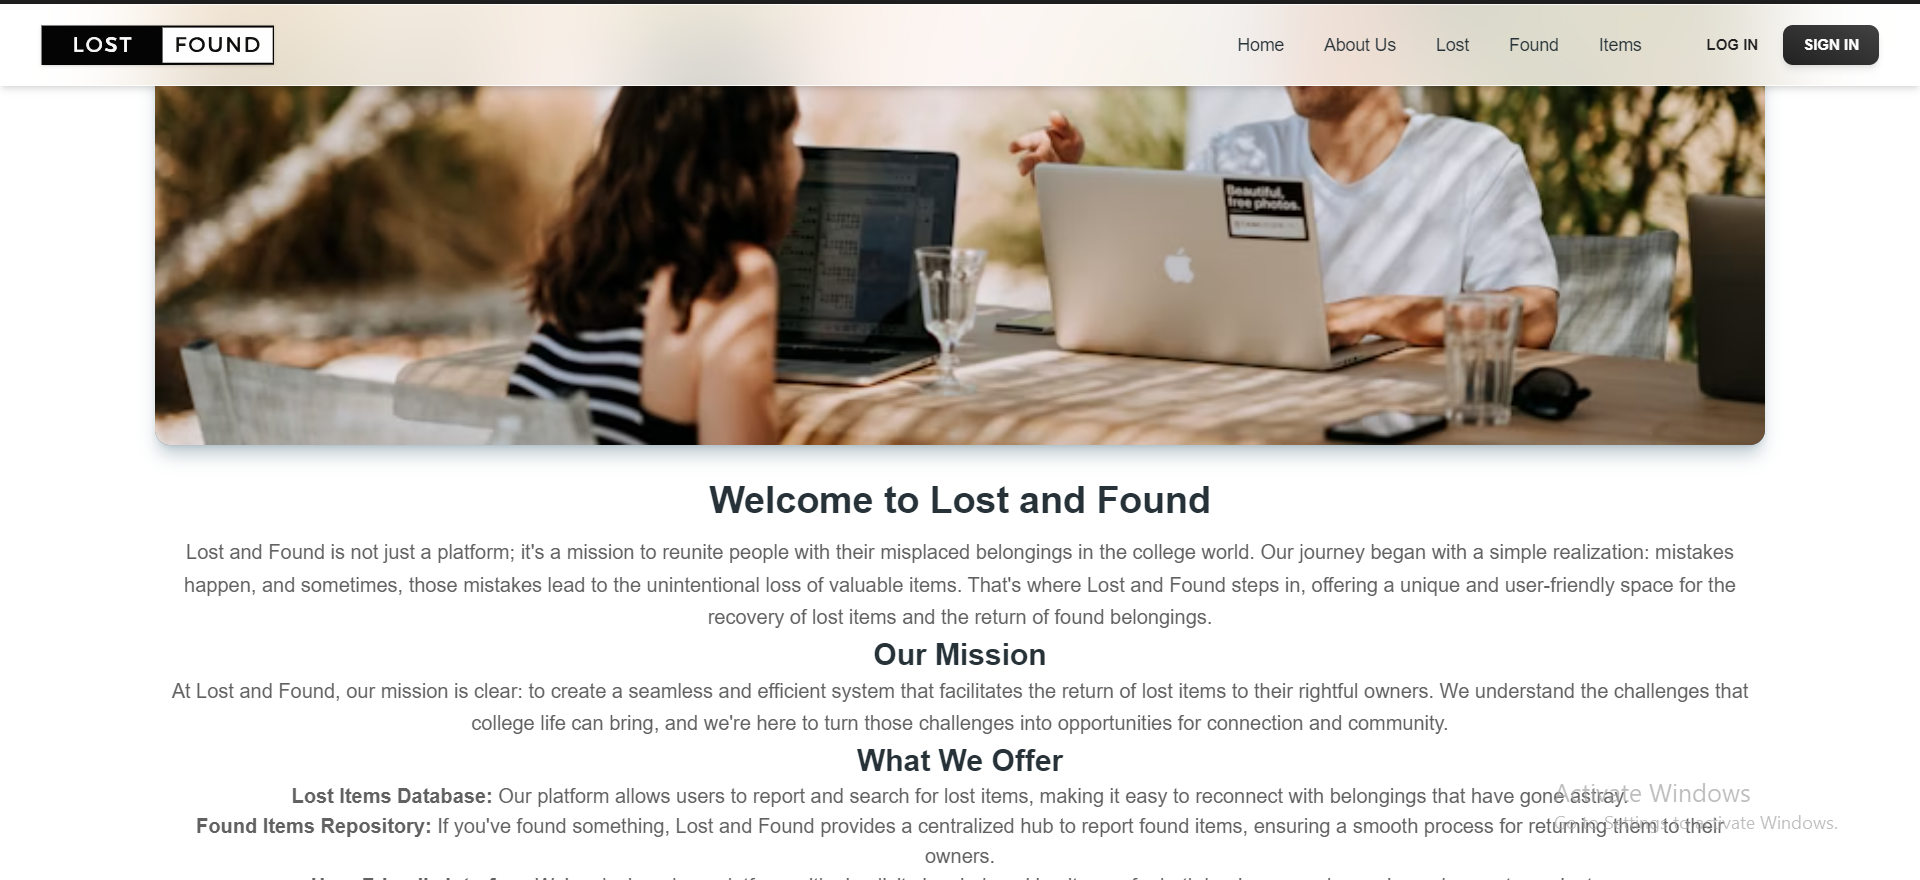 LOST FOUND
Home About Us Lost Found Items LOG IN SIGN IN
Beautiful,
free photos.
Welcome to Lost and Found
Lost and Found is not just a platform; it's a mission to reunite people with their misplaced belongings in the college world. Our journey began with a simple realization: mistakes
happen, and sometimes, those mistakes lead to the unintentional loss of valuable items. That's where Lost and Found steps in, offering a unique and user-friendly space for the
recovery of lost items and the return of found belongings.
Our Mission
At Lost and Found, our mission is clear: to create a seamless and efficient system that facilitates the return of lost items to their rightful owners. We understand the challenges that
college life can bring, and we're here to turn those challenges into opportunities for connection and community.
What We Offer
Lost Items Database: Our platform allows users to report and search for lost items, making it easy to reconnect with belongings that have gone astray.
Found Items Repository: If you've found something, Lost and Found provides a centralized hub to report found items, ensuring a smooth process for returning them to their
owners.
Activate Windows
Go to Settings to activate Windows.